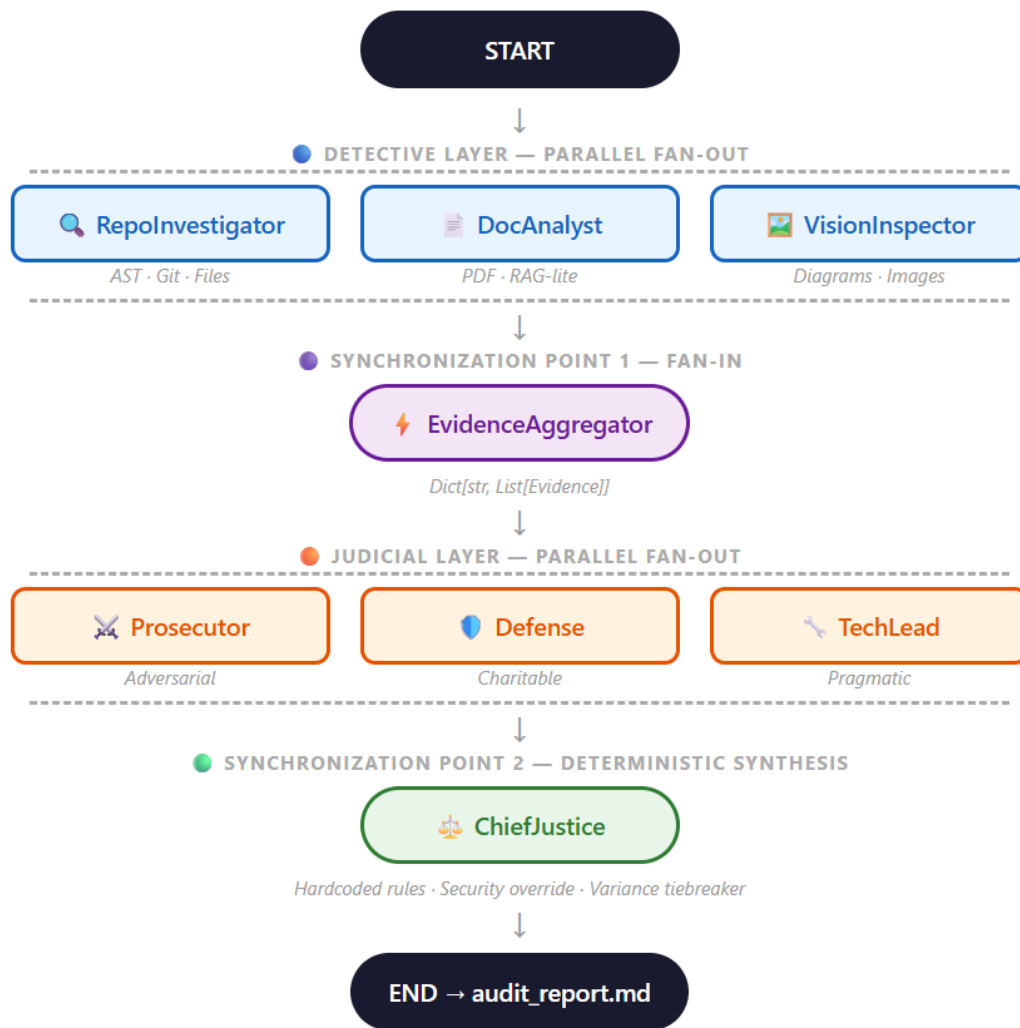 START
↓
DETECTIVE LAYER — PARALLEL FAN-OUT
RepoInvestigator
DocAnalyst
VisionInspector
AST · Git · Files
PDF · RAG-lite
Diagrams · Images
↓
SYNCHRONIZATION POINT 1 — FAN-IN
EvidenceAggregator
Dict[str, List[Evidence]]
↓
JUDICIAL LAYER — PARALLEL FAN-OUT
Prosecutor
Defense
TechLead
Adversarial
Charitable
Pragmatic
↓
SYNCHRONIZATION POINT 2 — DETERMINISTIC SYNTHESIS
ChiefJustice
Hardcoded rules · Security override · Variance tiebreaker
↓
END → audit_report.md